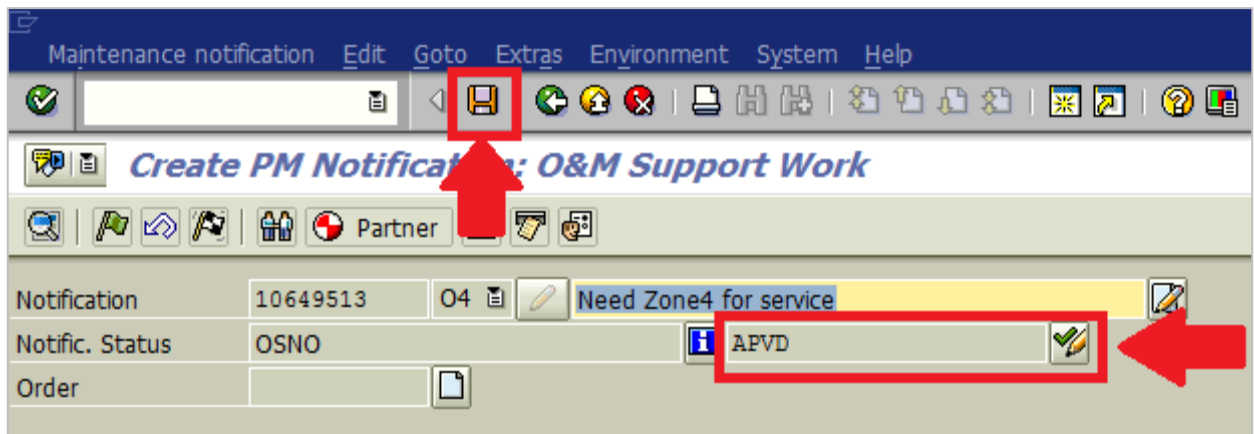 Maintenance notification Edit Goto Extras Environment System Help
Create PM Notification: O&M Support Work
Partner
Notification 10649513 O4 Need Zone4 for service
Notific. Status OSNO APVD
Order